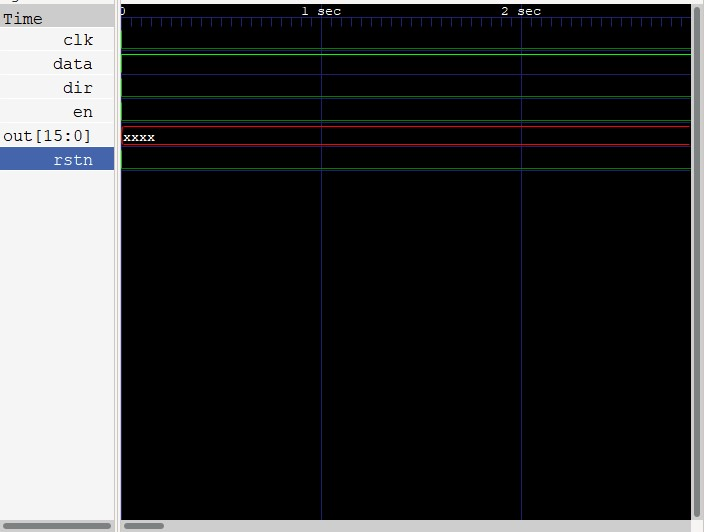 Time
0 1 sec 2 sec
clk
data
dir
en
out[15:0]
xxxx
rstn